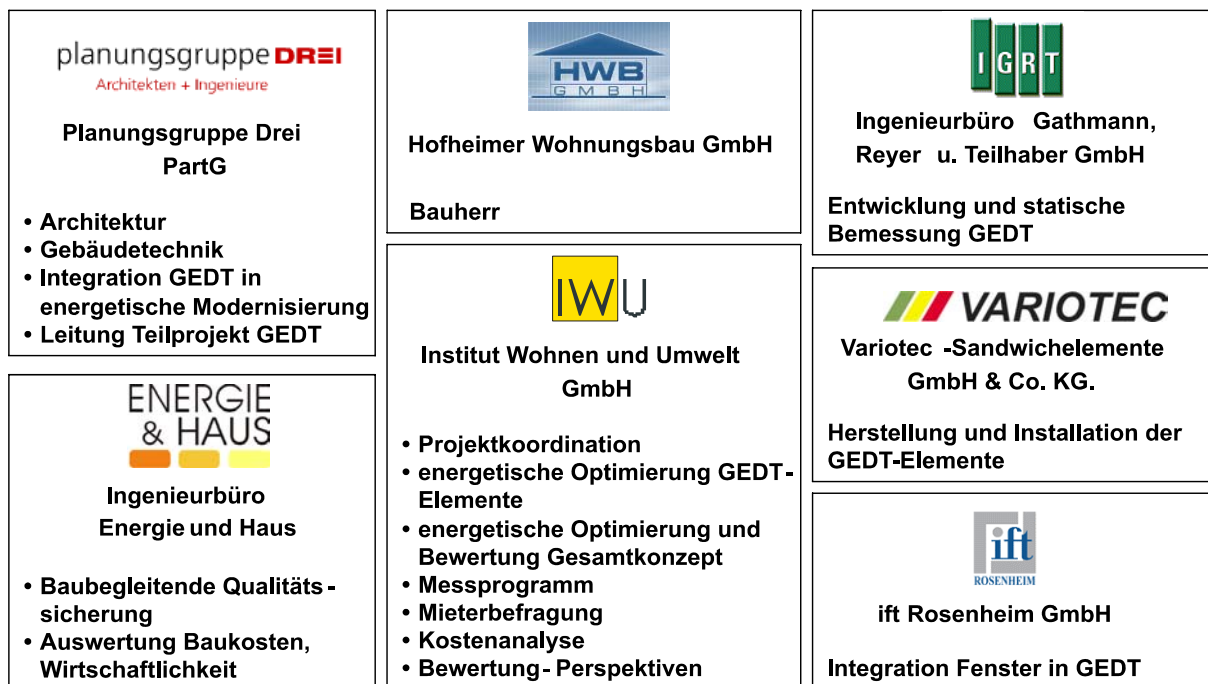 planungsgruppe DREI
Architekten + Ingenieure
Planungsgruppe Drei
PartG
• Architektur
• Gebäudetechnik
• Integration GEDT in
energetische Modernisierung
• Leitung Teilprojekt GEDT
ENERGIE
& HAUS
Ingenieurbüro
Energie und Haus
• Baubegleitende Qualitäts-
sicherung
• Auswertung Baukosten,
Wirtschaftlichkeit
HWB
GMBH
Hofheimer Wohnungsbau GmbH
Bauherr
IWU
Institut Wohnen und Umwelt
GmbH
• Projektkoordination
• energetische Optimierung GEDT-
Elemente
• energetische Optimierung und
Bewertung Gesamtkonzept
• Messprogramm
• Mieterbefragung
• Kostenanalyse
• Bewertung-Perspektiven
IGRT
Ingenieurbüro Gathmann,
Reyer u. Teilhaber GmbH
Entwicklung und statische
Bemessung GEDT
VARIOTEC
Variotec -Sandwichelemente
GmbH & Co. KG.
Herstellung und Installation der
GEDT-Elemente
ift
ROSENHEIM
ift Rosenheim GmbH
Integration Fenster in GEDT